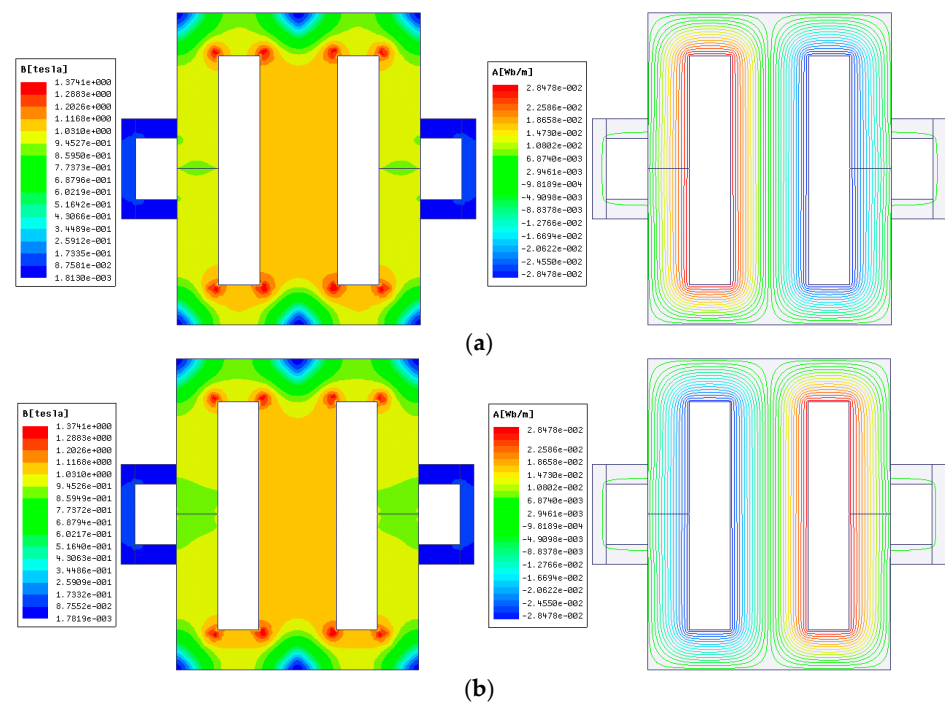 B[tesla]
1.3741e+000
1.2883e+000
1.2026e+000
1.1168e+000
1.0310e+000
9.4527e-001
8.5950e-001
7.7373e-001
6.8796e-001
6.0219e-001
5.1642e-001
4.3066e-001
3.4489e-001
2.5912e-001
1.7335e-001
8.7581e-002
1.8130e-003
A[Wb/m]
2.8478e-002
2.2586e-002
1.8658e-002
1.4730e-002
1.0802e-002
6.8740e-003
2.9461e-003
-9.8189e-004
-4.9098e-003
-8.8378e-003
-1.2766e-002
-1.6694e-002
-2.0622e-002
-2.4550e-002
-2.8478e-002
(a)
B[tesla]
1.3741e+000
1.2883e+000
1.2026e+000
1.1168e+000
1.0310e+000
9.4526e-001
8.5949e-001
7.7372e-001
6.8794e-001
6.0217e-001
5.1640e-001
4.3063e-001
3.4486e-001
2.5909e-001
1.7332e-001
8.7552e-002
1.7819e-003
A[Wb/m]
2.8478e-002
2.2586e-002
1.8658e-002
1.4730e-002
1.0802e-002
6.8740e-003
2.9461e-003
-9.8189e-004
-4.9098e-003
-8.8378e-003
-1.2766e-002
-1.6694e-002
-2.0622e-002
-2.4550e-002
-2.8478e-002
(b)